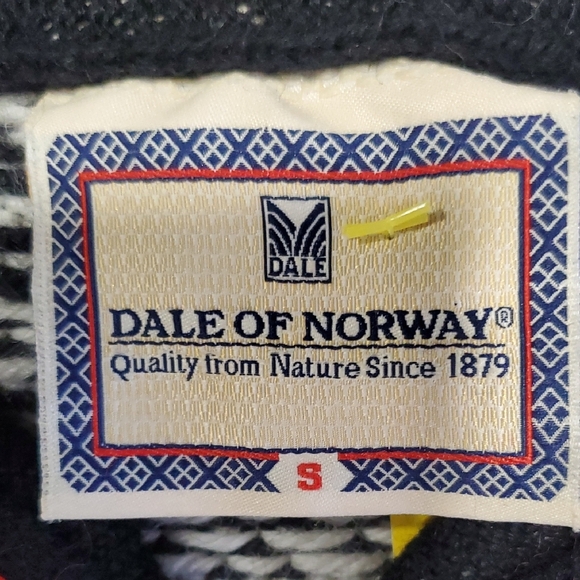 DALE
DALE OF NORWAY®
Quality from Nature Since 1879
S